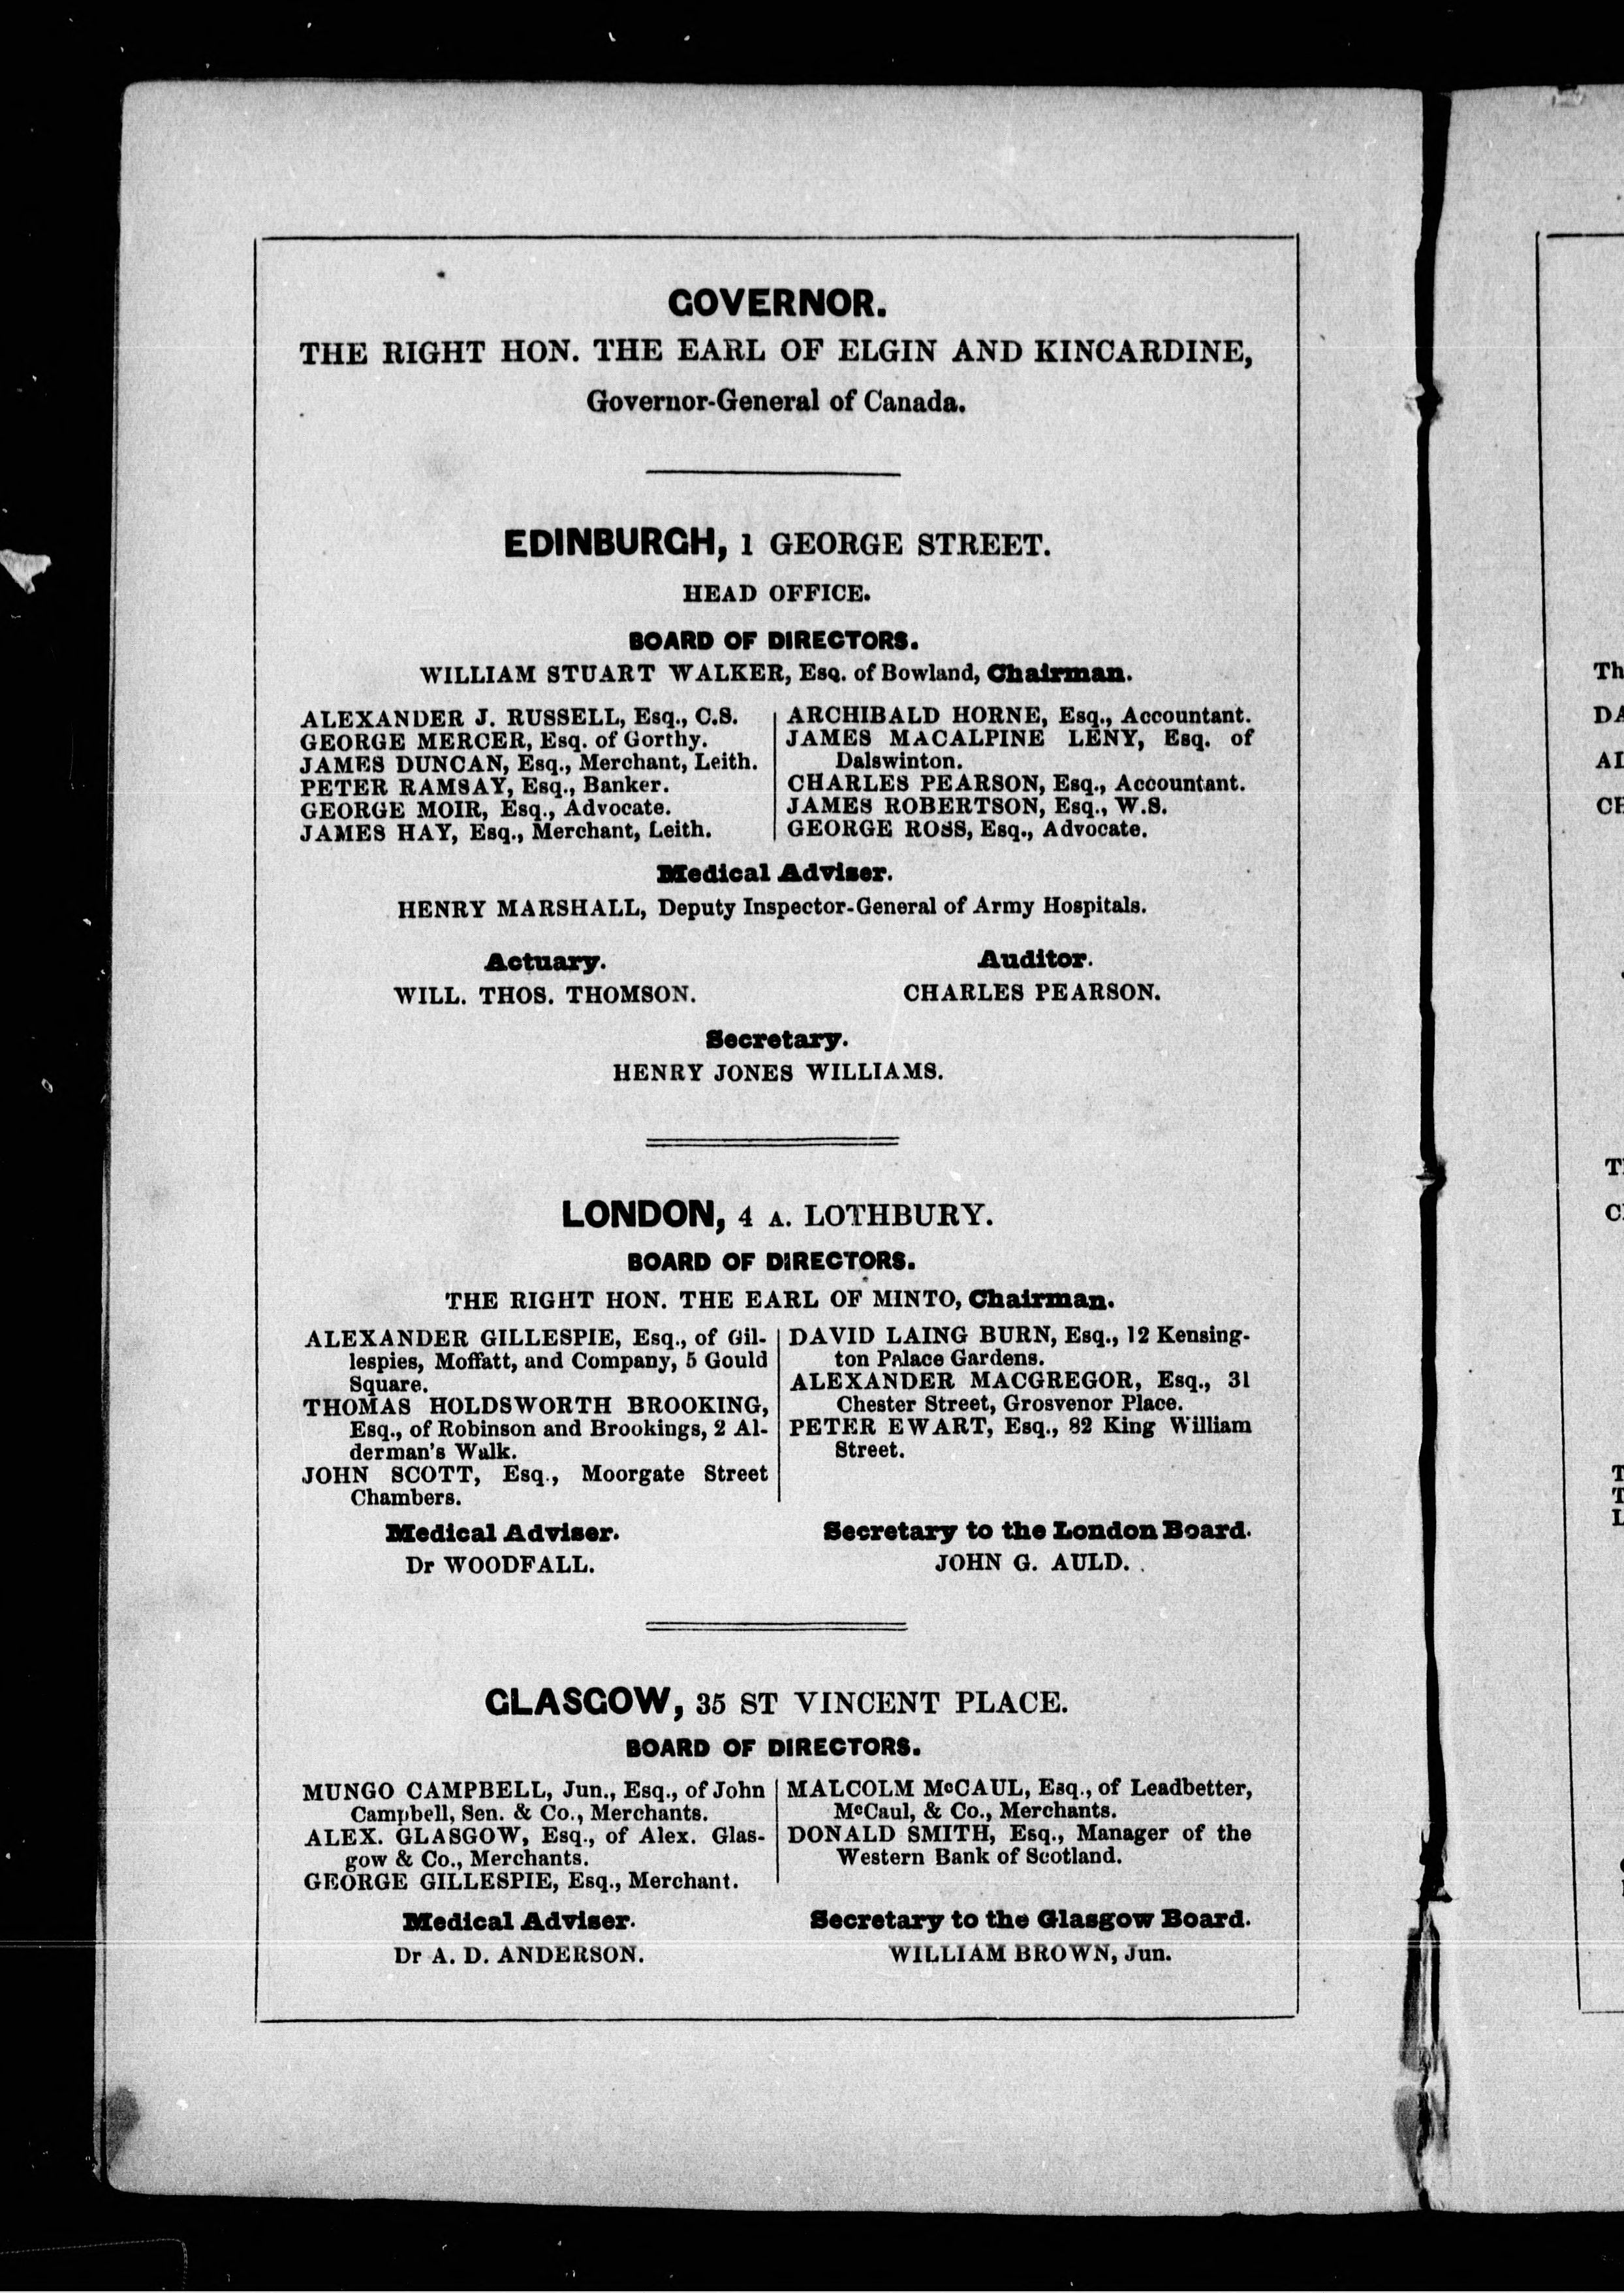 GOVERNOR.
THE RIGHT HON. THE EARL OF ELGIN AND KINCARDINE,
Governor-General of Canada.
EDINBURGH, 1 GEORGE STREET.
HEAD OFFICE.
BOARD OF DIRECTORS.
WILLIAM STUART WALKER, Esq. of Bowland, Chairman.
ALEXANDER J. RUSSELL, Esq., C.S.
GEORGE MERCER, Esq. of Gorthy.
JAMES DUNCAN, Esq., Merchant, Leith.
PETER RAMSAY, Esq., Banker.
GEORGE MOIR, Esq., Advocate.
JAMES HAY, Esq., Merchant, Leith.
ARCHIBALD HORNE, Esq., Accountant.
JAMES MACALPINE LENY, Esq. of
Dalswinton.
CHARLES PEARSON, Esq., Accountant.
JAMES ROBERTSON, Esq., W.S.
GEORGE ROSS, Esq., Advocate.
Medical Adviser.
HENRY MARSHALL, Deputy Inspector-General of Army Hospitals.
Actuary.
WILL. THOS. THOMSON.
Auditor.
CHARLES PEARSON.
Secretary.
HENRY JONES WILLIAMS.
LONDON, 4 A. LOTHBURY.
BOARD OF DIRECTORS.
THE RIGHT HON. THE EARL OF MINTO, Chairman.
ALEXANDER GILLESPIE, Esq., of Gil-
lespies, Moffatt, and Company, 5 Gould
Square.
THOMAS HOLDSWORTH BROOKING,
Esq., of Robinson and Brookings, 2 Al-
derman's Walk.
JOHN SCOTT, Esq., Moorgate Street
Chambers.
DAVID LAING BURN, Esq., 12 Kensing-
ton Palace Gardens.
ALEXANDER MACGREGOR, Esq., 31
Chester Street, Grosvenor Place.
PETER EWART, Esq., 82 King William
Street.
Medical Adviser.
Dr WOODFALL.
Secretary to the London Board.
JOHN G. AULD.
GLASGOW, 35 ST VINCENT PLACE.
BOARD OF DIRECTORS.
MUNGO CAMPBELL, Jun., Esq., of John
Campbell, Sen. & Co., Merchants.
ALEX. GLASGOW, Esq., of Alex. Glas-
gow & Co., Merchants.
GEORGE GILLESPIE, Esq., Merchant.
MALCOLM McCAUL, Esq., of Leadbetter,
McCaul, & Co., Merchants.
DONALD SMITH, Esq., Manager of the
Western Bank of Scotland.
Medical Adviser.
Dr A. D. ANDERSON.
Secretary to the Glasgow Board.
WILLIAM BROWN, Jun.